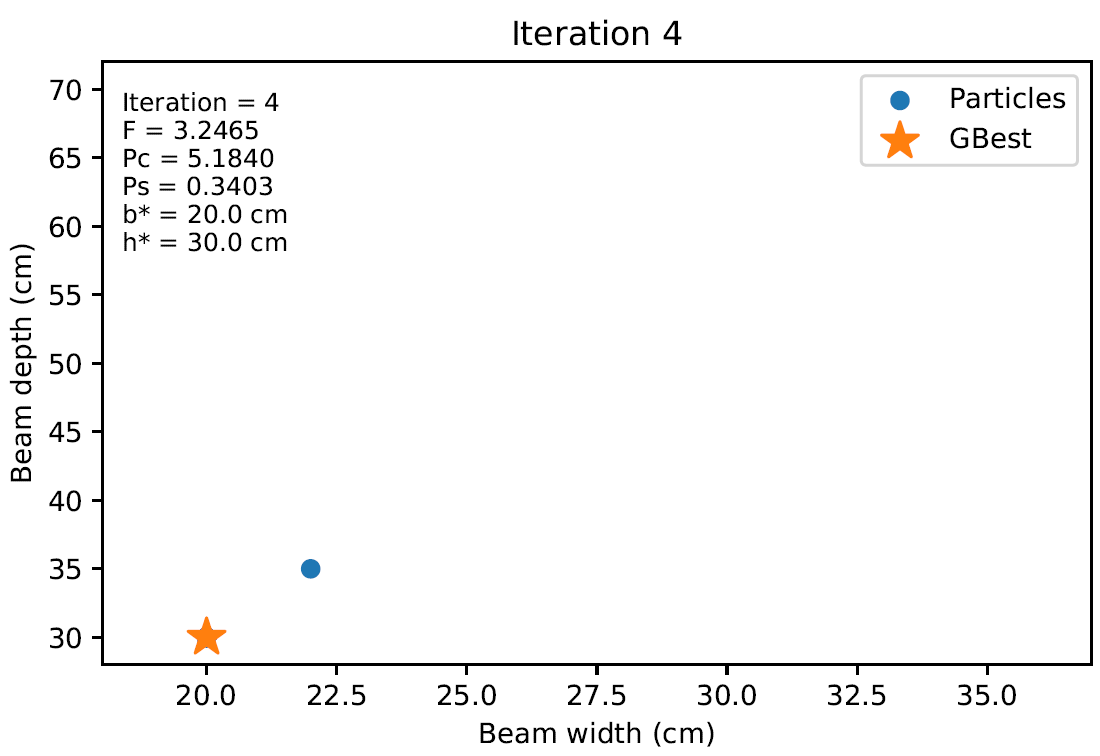 Iteration 4
Iteration = 4
F = 3.2465
Pc = 5.1840
Ps = 0.3403
b* = 20.0 cm
h* = 30.0 cm
Particles
GBest
Beam depth (cm)
70
65
60
55
50
45
40
35
30
20.0 22.5 25.0 27.5 30.0 32.5 35.0
Beam width (cm)